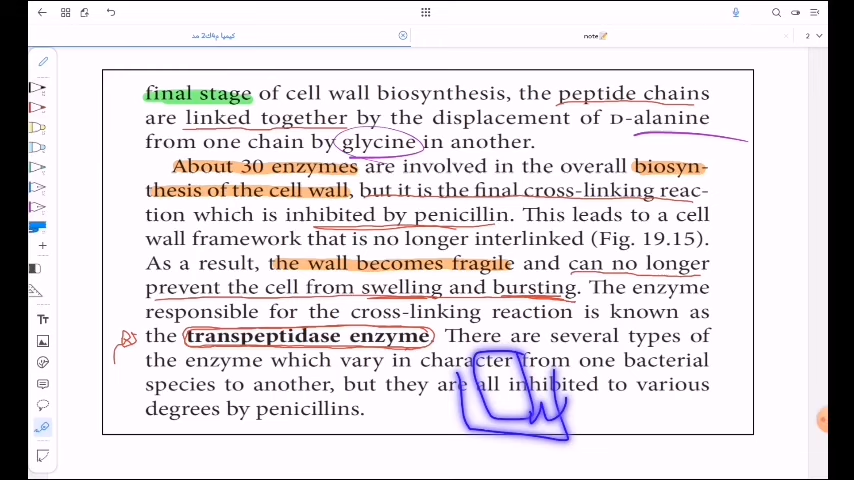 كيميا م4ك2 مد
note📝
2
final stage of cell wall biosynthesis, the peptide chains
are linked together by the displacement of D-alanine
from one chain by glycine in another.
About 30 enzymes are involved in the overall biosyn-
thesis of the cell wall, but it is the final cross-linking reac-
tion which is inhibited by penicillin. This leads to a cell
wall framework that is no longer interlinked (Fig. 19.15).
As a result, the wall becomes fragile and can no longer
prevent the cell from swelling and bursting. The enzyme
responsible for the cross-linking reaction is known as
the transpeptidase enzyme. There are several types of
the enzyme which vary in character from one bacterial
species to another, but they are all inhibited to various
degrees by penicillins.
Tт